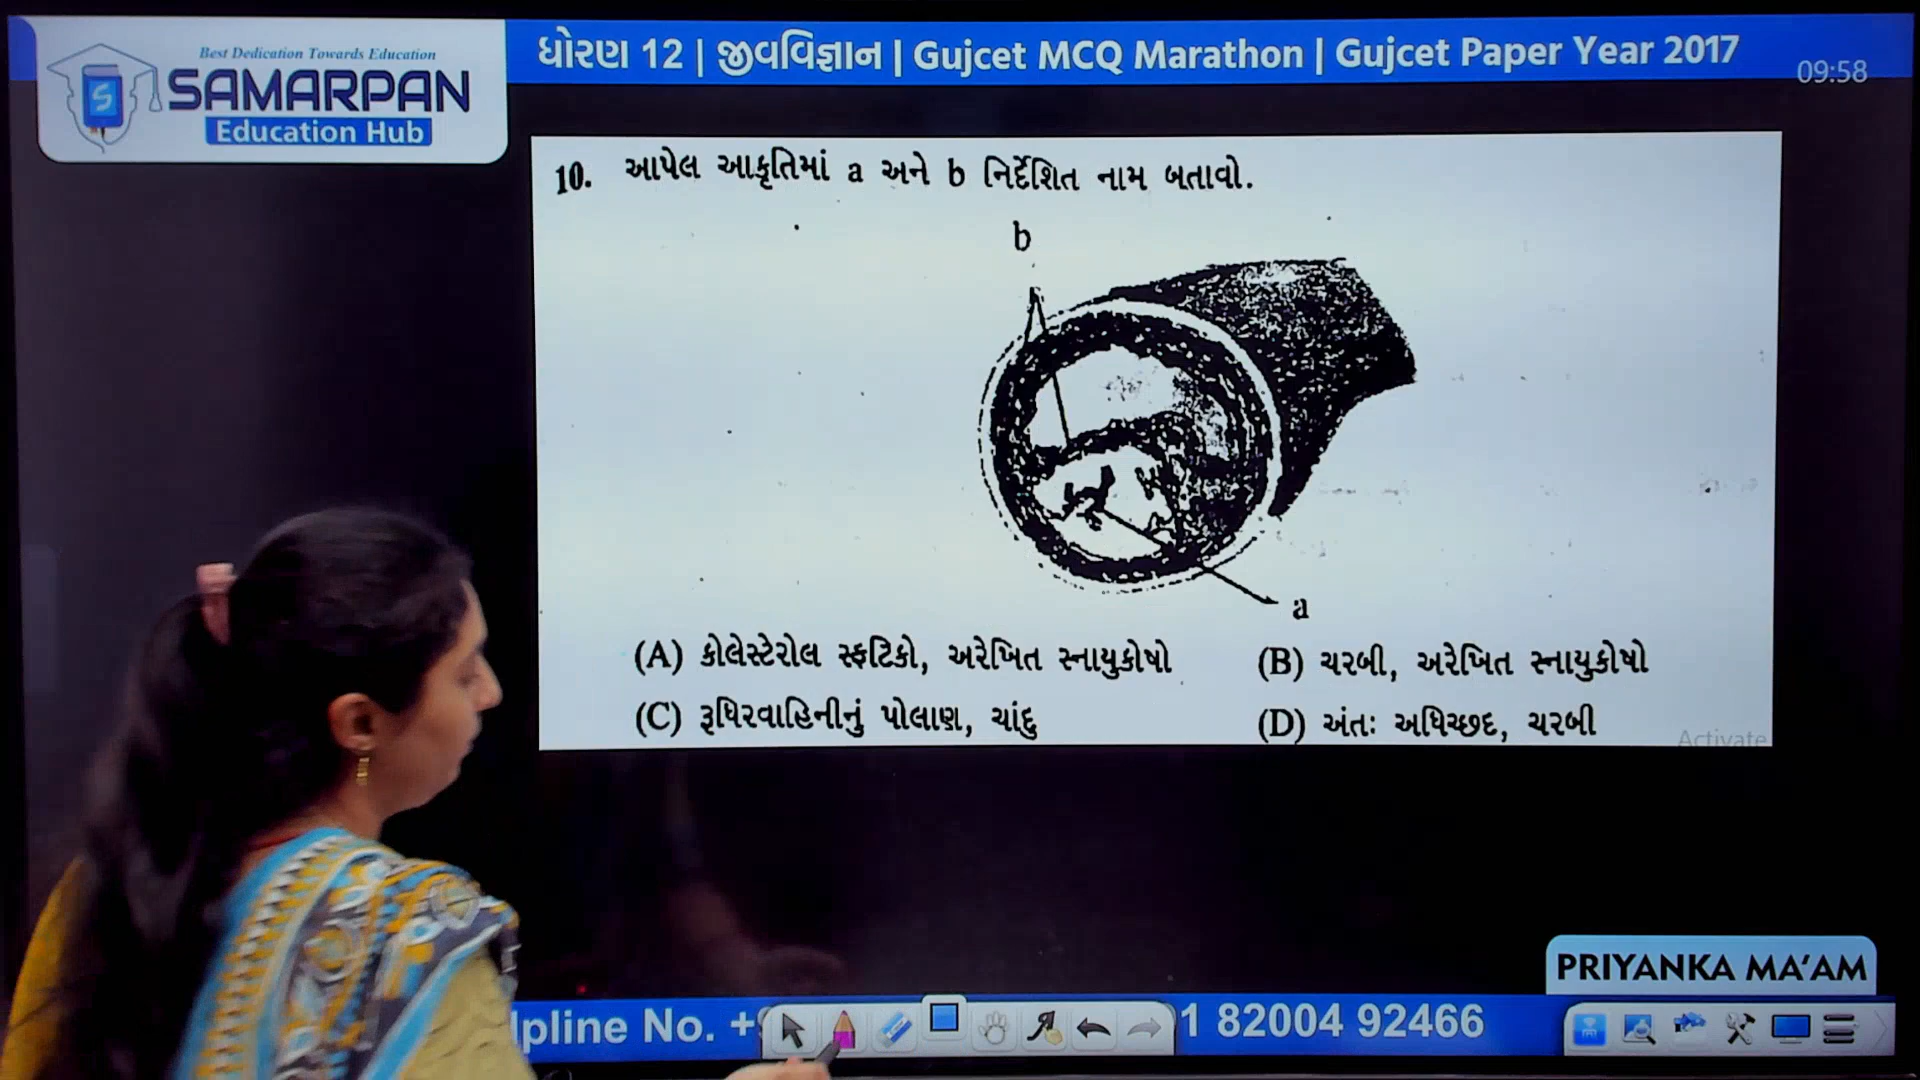 Best Dedication Towards Education
SAMARPAN
Education Hub
ધોરણ 12 | જીવવિજ્ઞાન | Gujcet MCQ Marathon | Gujcet Paper Year 2017
09:58
10. આપેલ આકૃતિમાં a અને b નિર્દેશિત નામ બતાવો.
b
a
(A) કોલેસ્ટેરોલ સ્ફટિકો, અરેખિત સ્નાયુકોષો
(B) ચરબી, અરેખિત સ્નાયુકોષો
(C) રૂધિરવાહિનીનું પોલાણ, ચાંદુ
(D) અંતઃ અધિચ્છદ, ચરબી
Activate
PRIYANKA MA'AM
lpline No. +
1 82004 92466